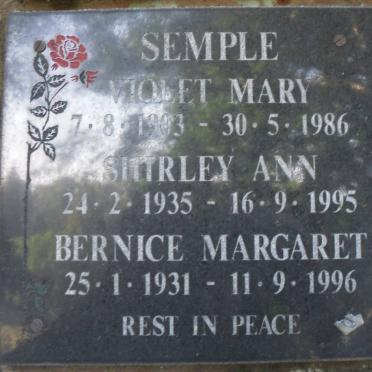 SEMPLE
VIOLET MARY
7·8·1903 - 30·5·1986
SHIRLEY ANN
24·2·1935 - 16·9·1995
BERNICE MARGARET
25·1·1931 - 11·9·1996
REST IN PEACE